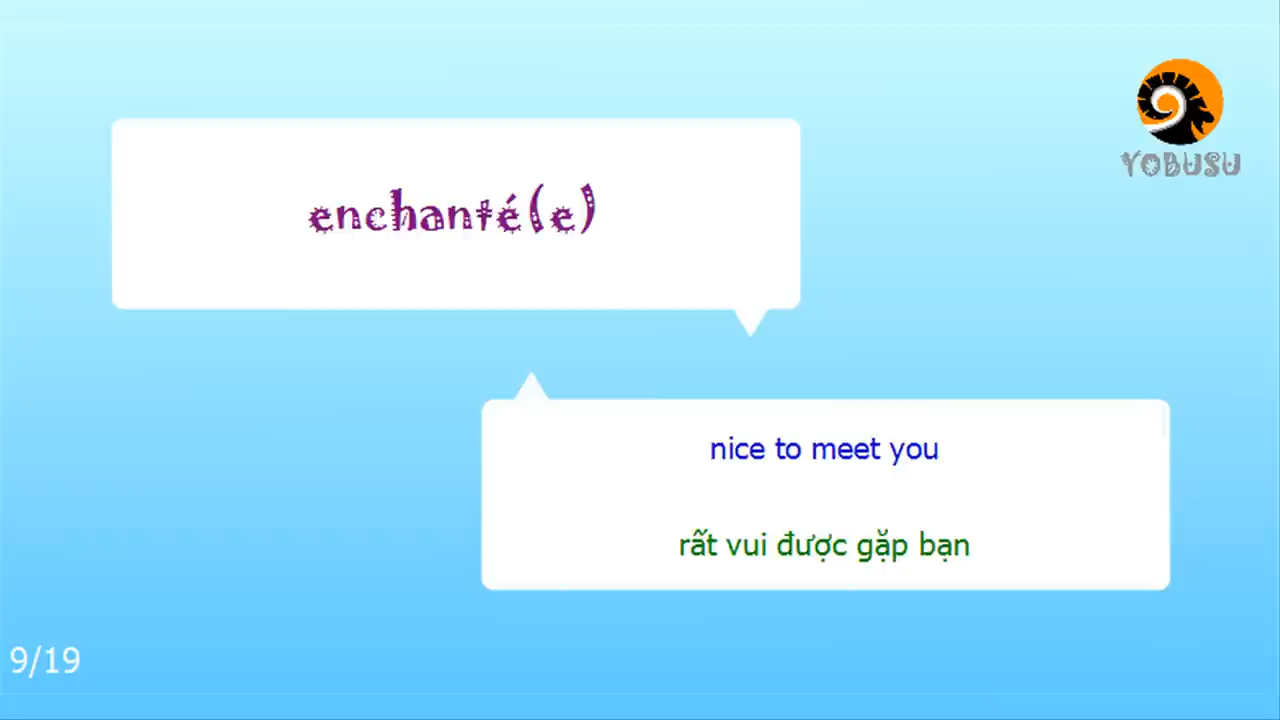 YOBUSU
enchanté(e)
nice to meet you
rất vui được gặp bạn
9/19